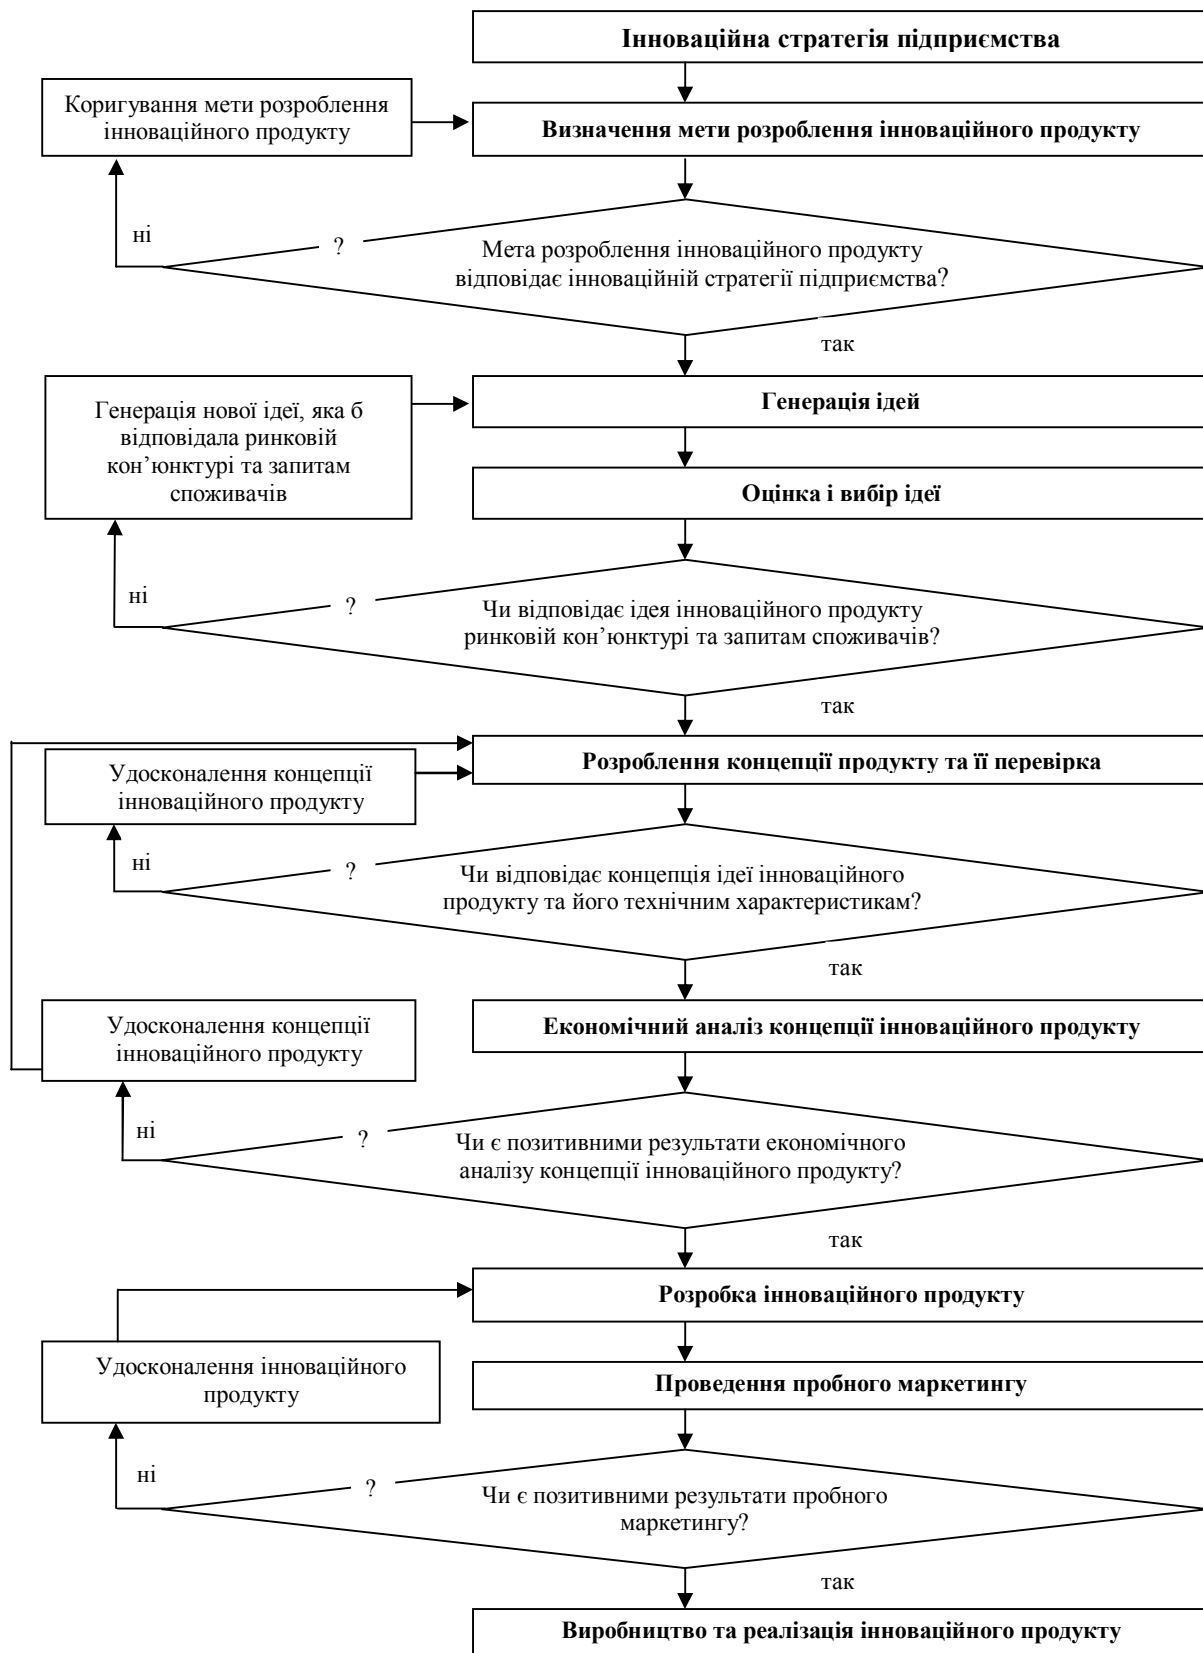 Інноваційна стратегія підприємства
Коригування мети розроблення
інноваційного продукту
Визначення мети розроблення інноваційного продукту
ні
?
Мета розроблення інноваційного продукту
відповідає інноваційній стратегії підприємства?
так
Генерація нової ідеї, яка б
відповідала ринковій
кон’юнктурі та запитам
споживачів
Генерація ідей
Оцінка і вибір ідеї
ні
?
Чи відповідає ідея інноваційного продукту
ринковій кон’юнктурі та запитам споживачів?
так
Розроблення концепції продукту та її перевірка
Удосконалення концепції
інноваційного продукту
ні
?
Чи відповідає концепція ідеї інноваційного
продукту та його технічним характеристикам?
так
Удосконалення концепції
інноваційного продукту
Економічний аналіз концепції інноваційного продукту
ні
?
Чи є позитивними результати економічного
аналізу концепції інноваційного продукту?
так
Розробка інноваційного продукту
Удосконалення інноваційного
продукту
Проведення пробного маркетингу
ні
?
Чи є позитивними результати пробного
маркетингу?
так
Виробництво та реалізація інноваційного продукту